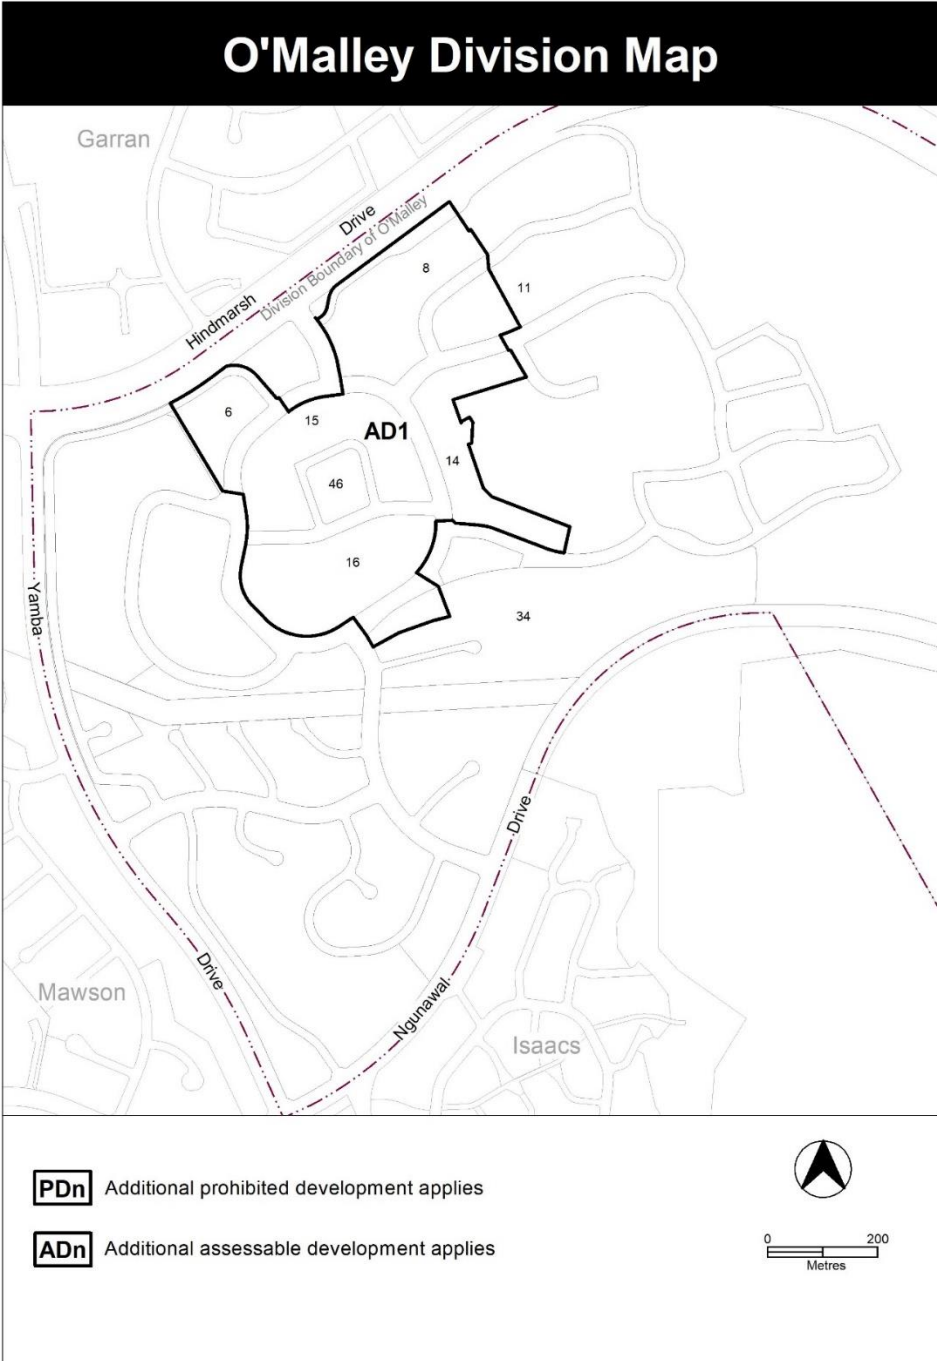 O'Malley Division Map
Garran
Drive
Division Boundary of O'Malley
Hindmarsh
8
11
6
15
AD1
14
46
16
34
Yamba
Drive
Drive
Mawson
Ngunawal
Isaacs
PDn Additional prohibited development applies
ADn Additional assessable development applies
0 200
Metres